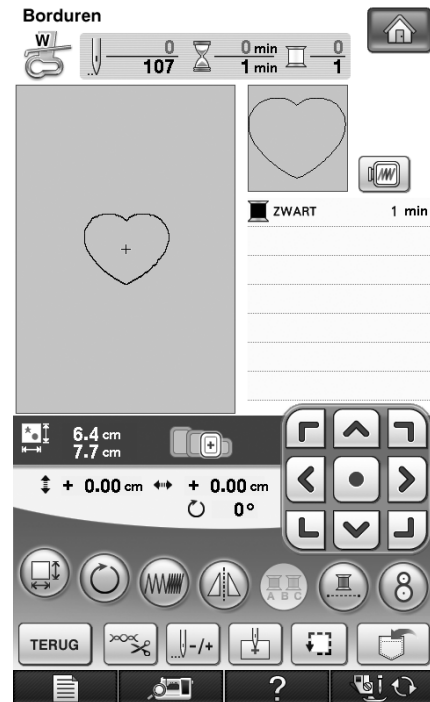 Borduren
W
0 0 min 0
107 1 min 1
ZWART 1 min
6.4 cm
7.7 cm
+ 0.00 cm + 0.00 cm
0°
A B C
8
TERUG -/+
?